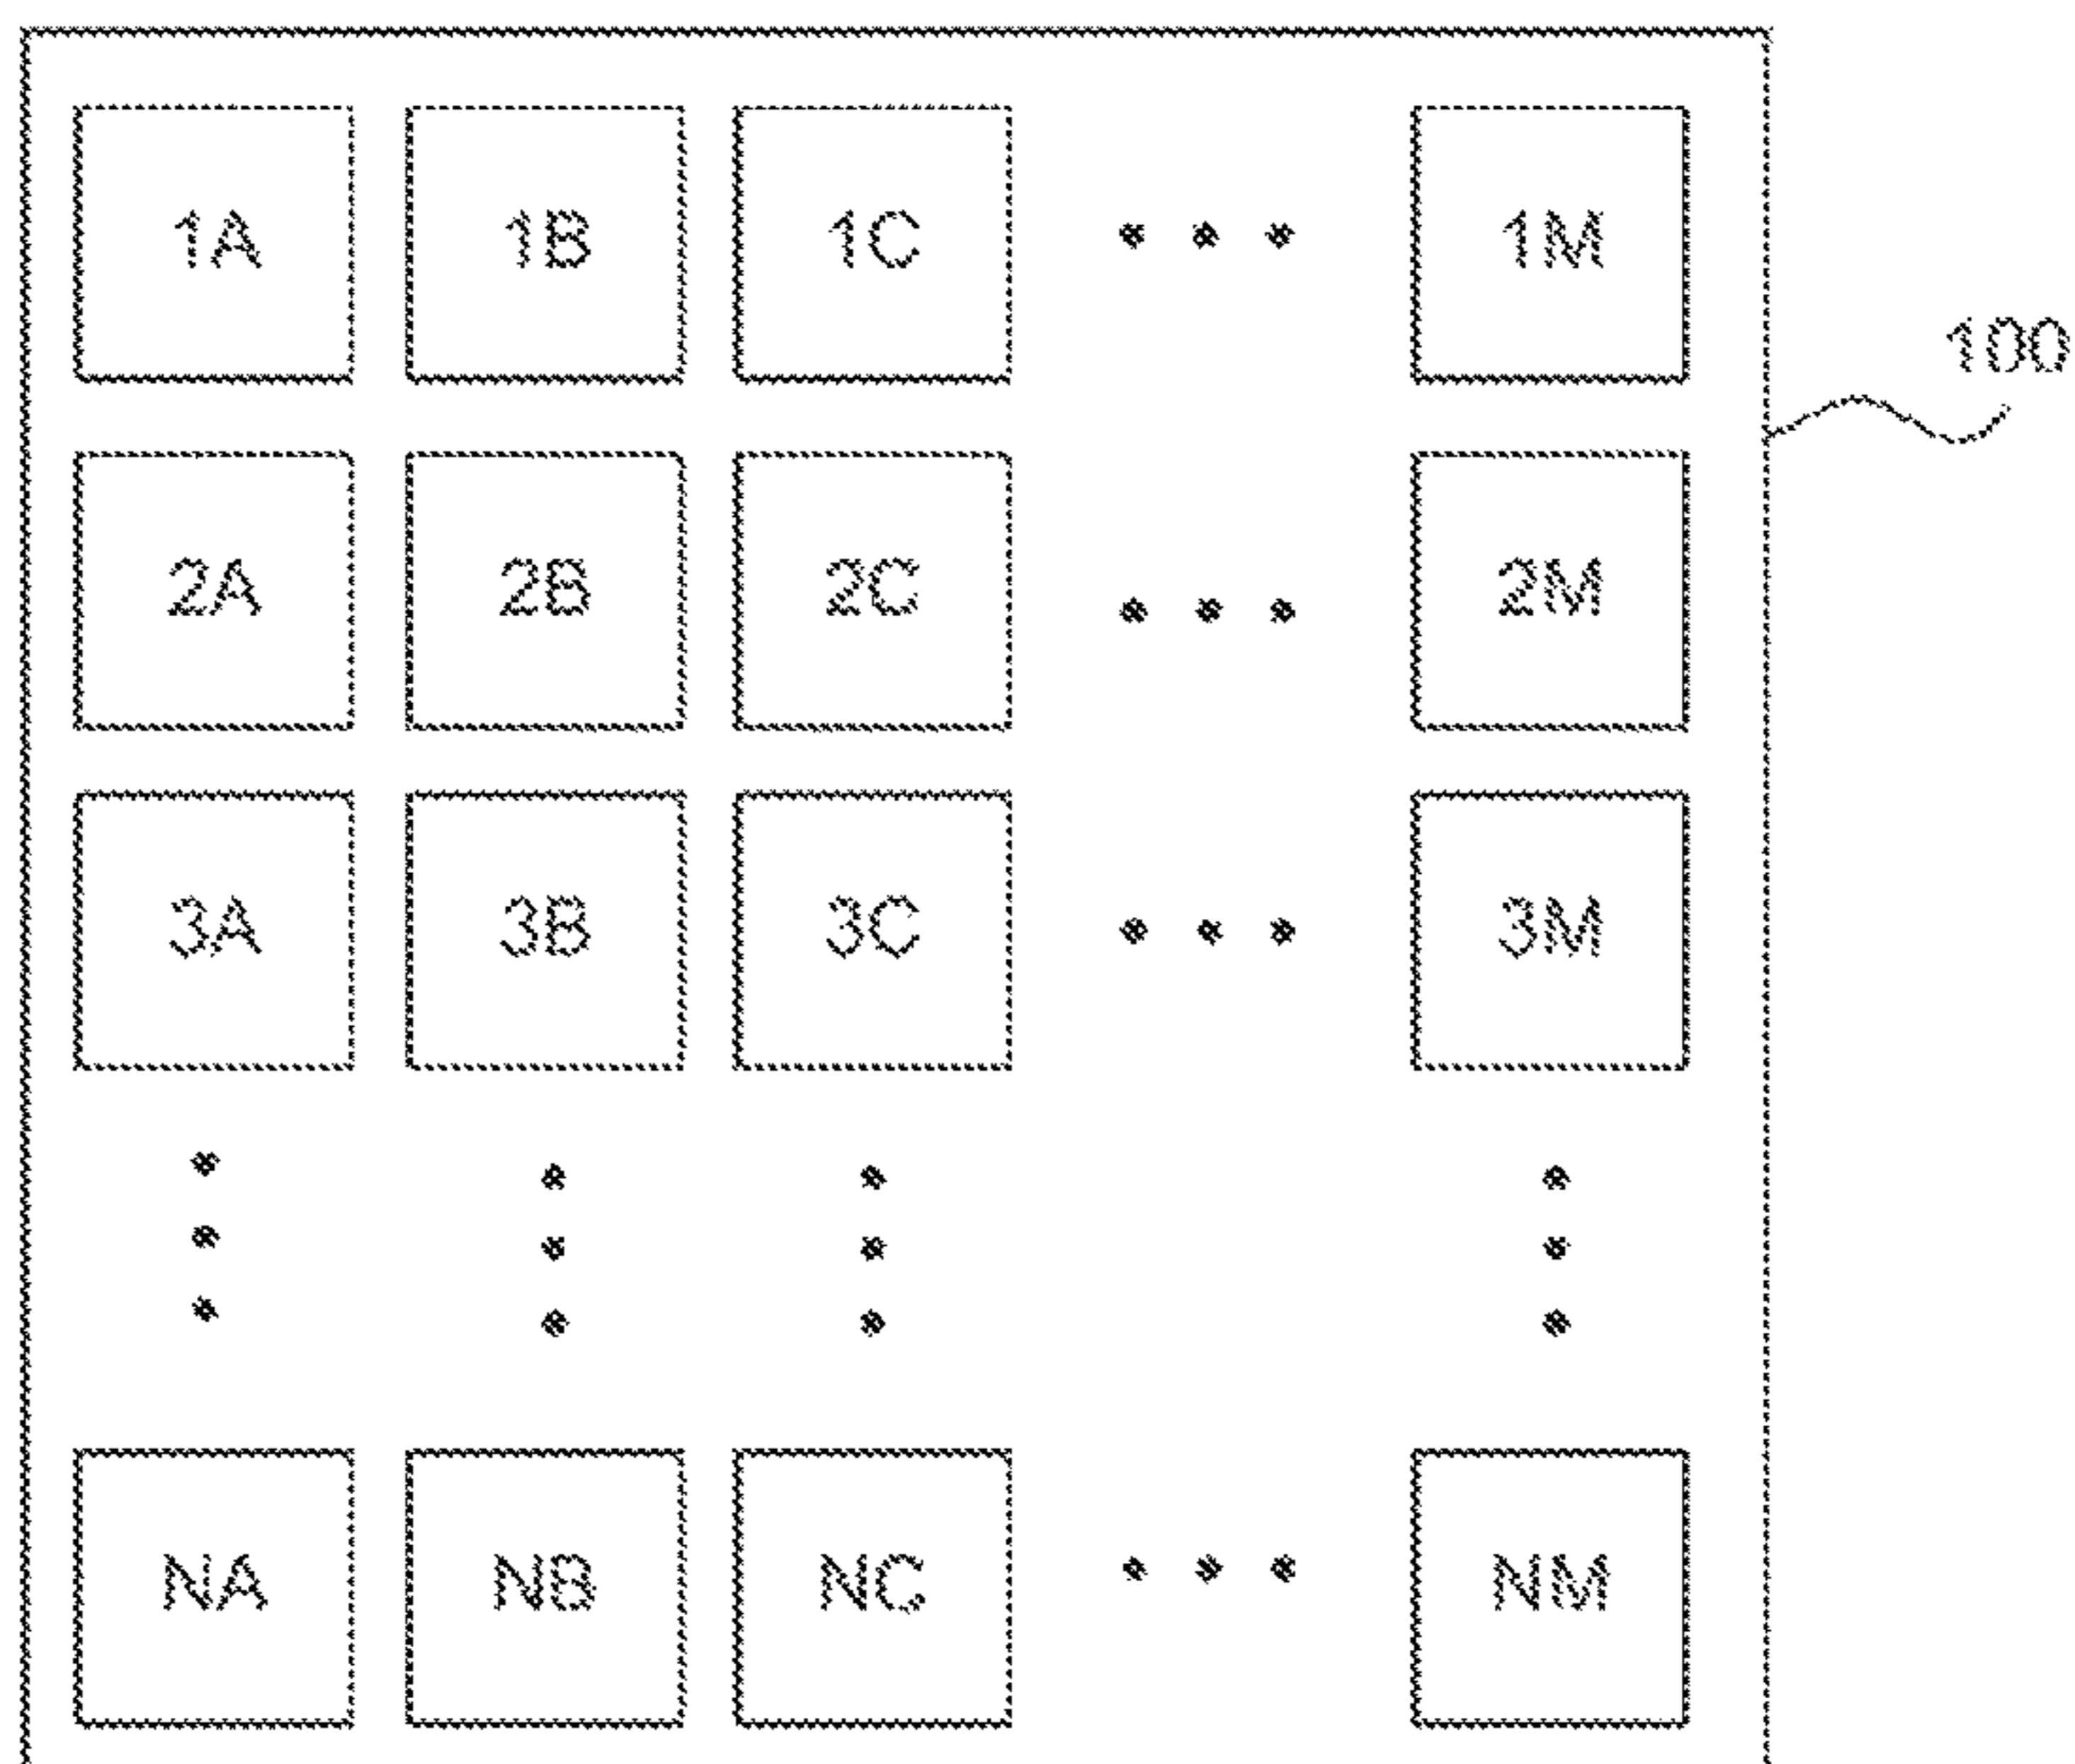 1A 1B 1C • • • 1M
100
2A 2B 2C • • • 2M
3A 3B 3C • • • 3M
NA NB NC • • • NM